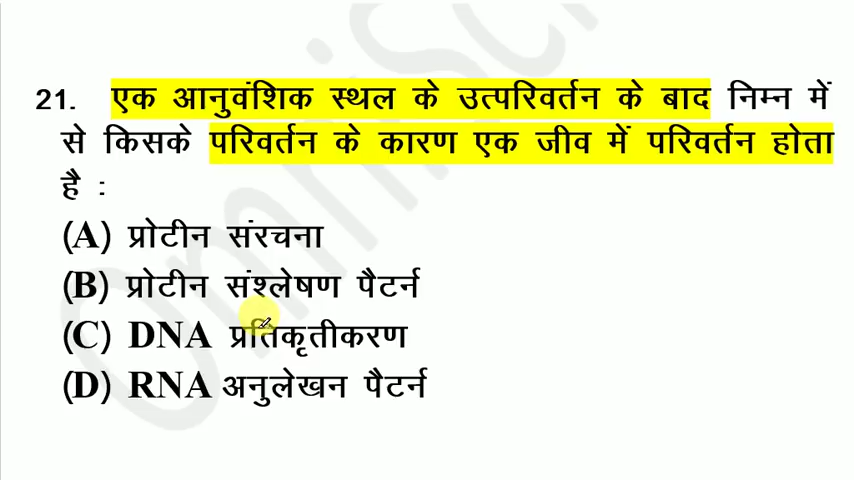 21. एक आनुवंशिक स्थल के उत्परिवर्तन के बाद निम्न में
से किसके परिवर्तन के कारण एक जीव में परिवर्तन होता
है :
(A) प्रोटीन संरचना
(B) प्रोटीन संश्लेषण पैटर्न
(C) DNA प्रतिकृतीकरण
(D) RNA अनुलेखन पैटर्न